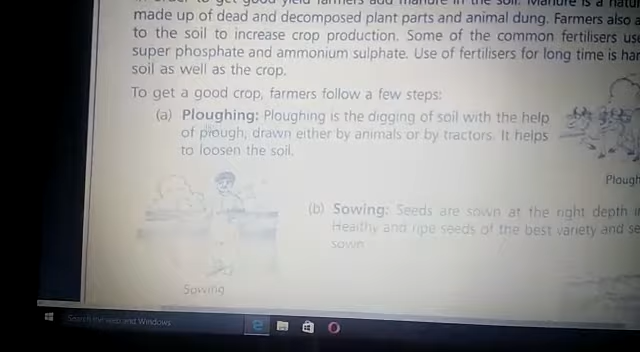 made up of dead and decomposed plant parts and animal dung. Farmers also
to the soil to increase crop production. Some of the common fertilisers
super phosphate and ammonium sulphate. Use of fertilisers for long time is
soil as well as the crop.
To get a good crop, farmers follow a few steps:
(a) Ploughing: Ploughing is the digging of soil with the help
of plough, drawn either by animals or by tractors. It helps
to loosen the soil.
Plough
(b) Sowing: Seeds are sown at the right depth
Healthy and ripe seeds of the best variety and
sown
Sowing
Search the web and Windows